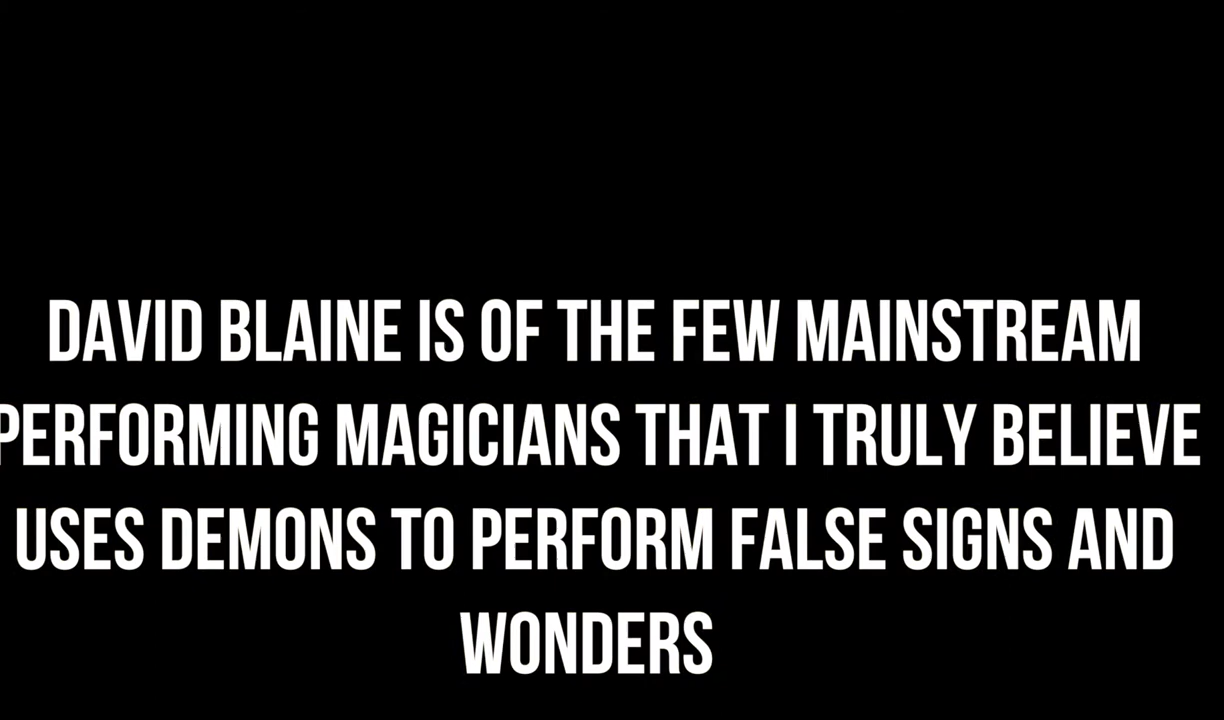 DAVID BLAINE IS OF THE FEW MAINSTREAM
PERFORMING MAGICIANS THAT I TRULY BELIEVE
USES DEMONS TO PERFORM FALSE SIGNS AND
WONDERS